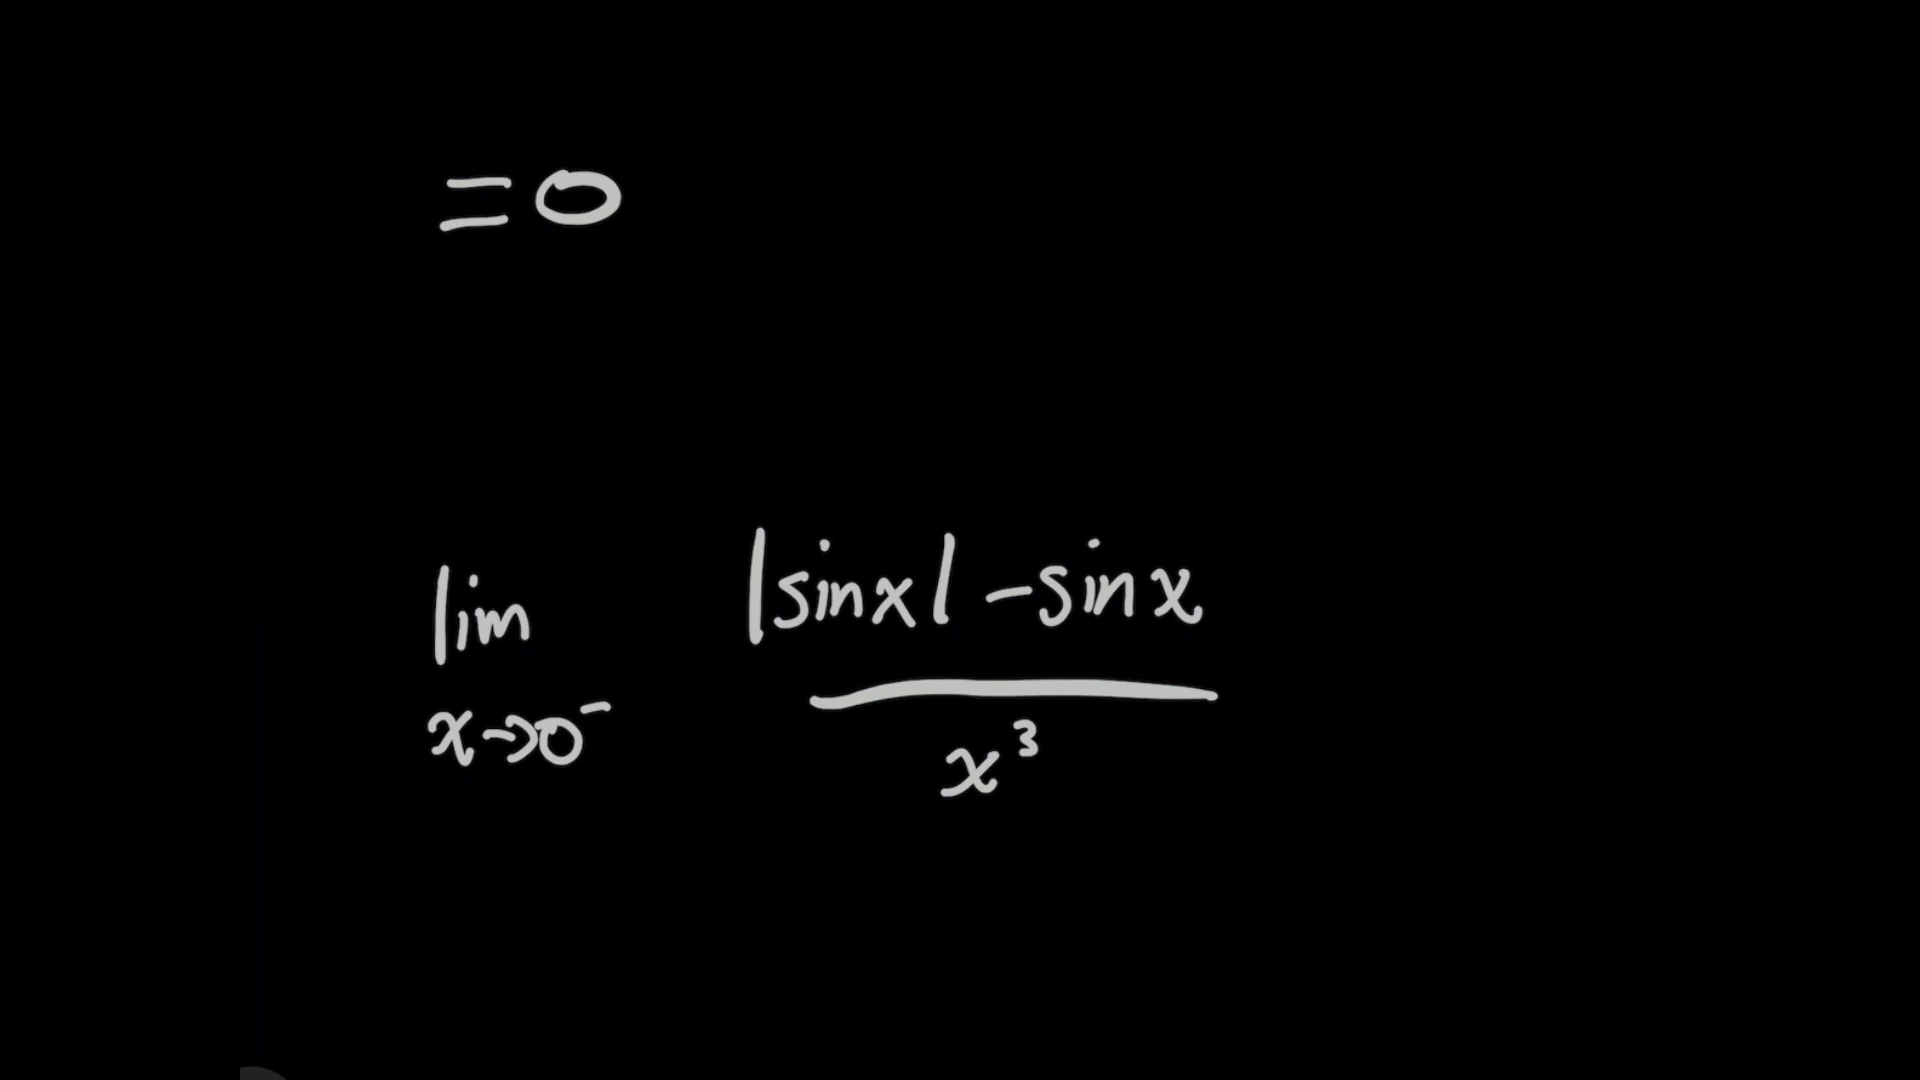 =0
lim |sinx| -sinx
x→0⁻ x³